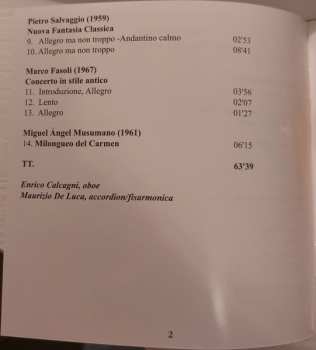 Pietro Salvaggio (1959)
Nuova Fantasia Classica
9. Allegro ma non troppo -Andantino calmo 02'53
10. Allegro ma non troppo 08'41
Marco Fasoli (1967)
Concerto in stile antico
11. Introduzione, Allegro 03'56
12. Lento 02'07
13. Allegro 01'27
Miguel Ángel Musumano (1961)
14. Milongueo del Carmen 06'15
TT. 63'39
Enrico Calcagni, oboe
Maurizio De Luca, accordion/fisarmonica
2